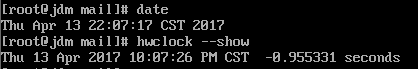 [root@jdm mail]# date
Thu Apr 13 22:07:17 CST 2017
[root@jdm mail]# hwclock --show
Thu 13 Apr 2017 10:07:26 PM CST  -0.955331 seconds